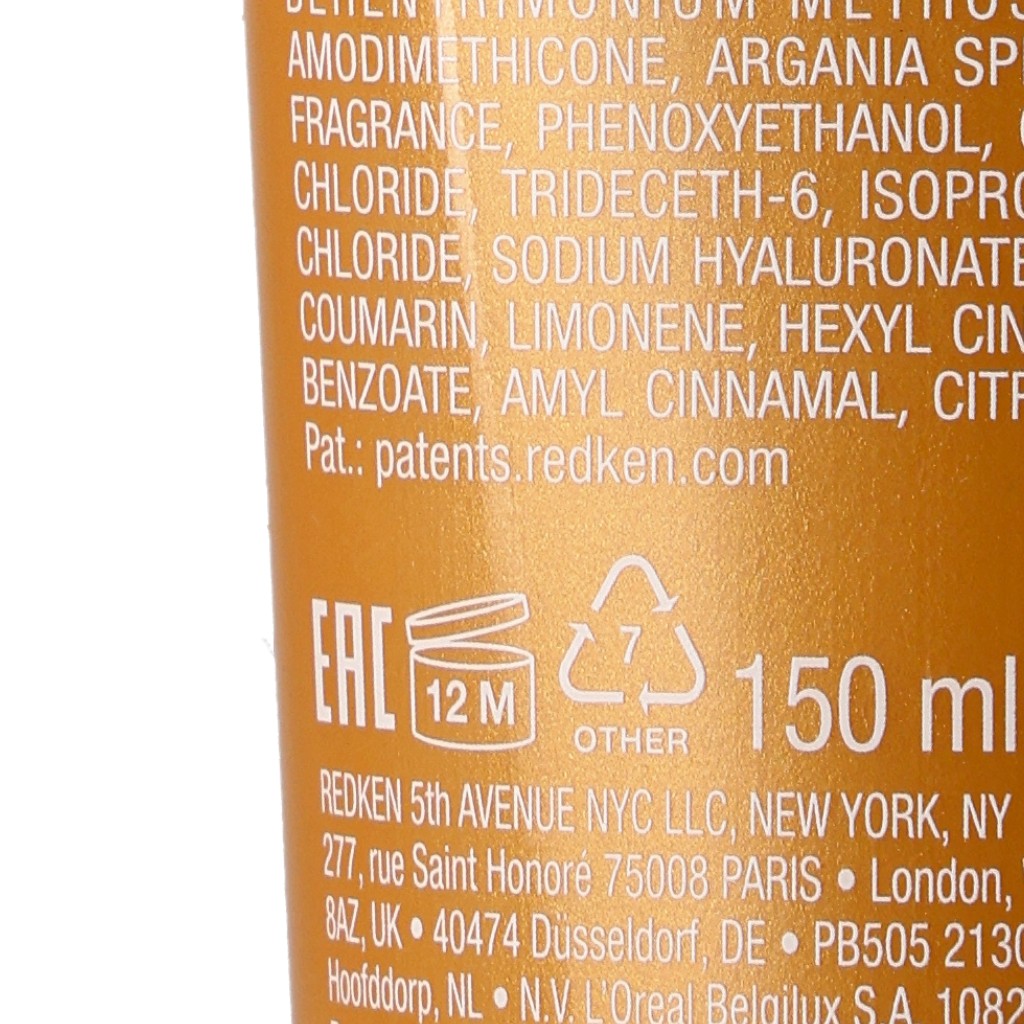 AMODIMETHICONE, ARGANIA
FRAGRANCE, PHENOXYETHANOL,
CHLORIDE, TRIDECETH-6, ISOPRO
CHLORIDE, SODIUM HYALURONATE
COUMARIN, LIMONENE, HEXYL CIN
BENZOATE, AMYL CINNAMAL, CITR
Pat.: patents.redken.com
EAC
12 M
7
OTHER
150 ml
REDKEN 5th AVENUE NYC LLC, NEW YORK, NY
277, rue Saint Honoré 75008 PARIS • London,
8AZ, UK • 40474 Düsseldorf, DE • PB505 2130
Hoofddorp, NL • N.V. L'Oreal Belgilux S.A. 1082